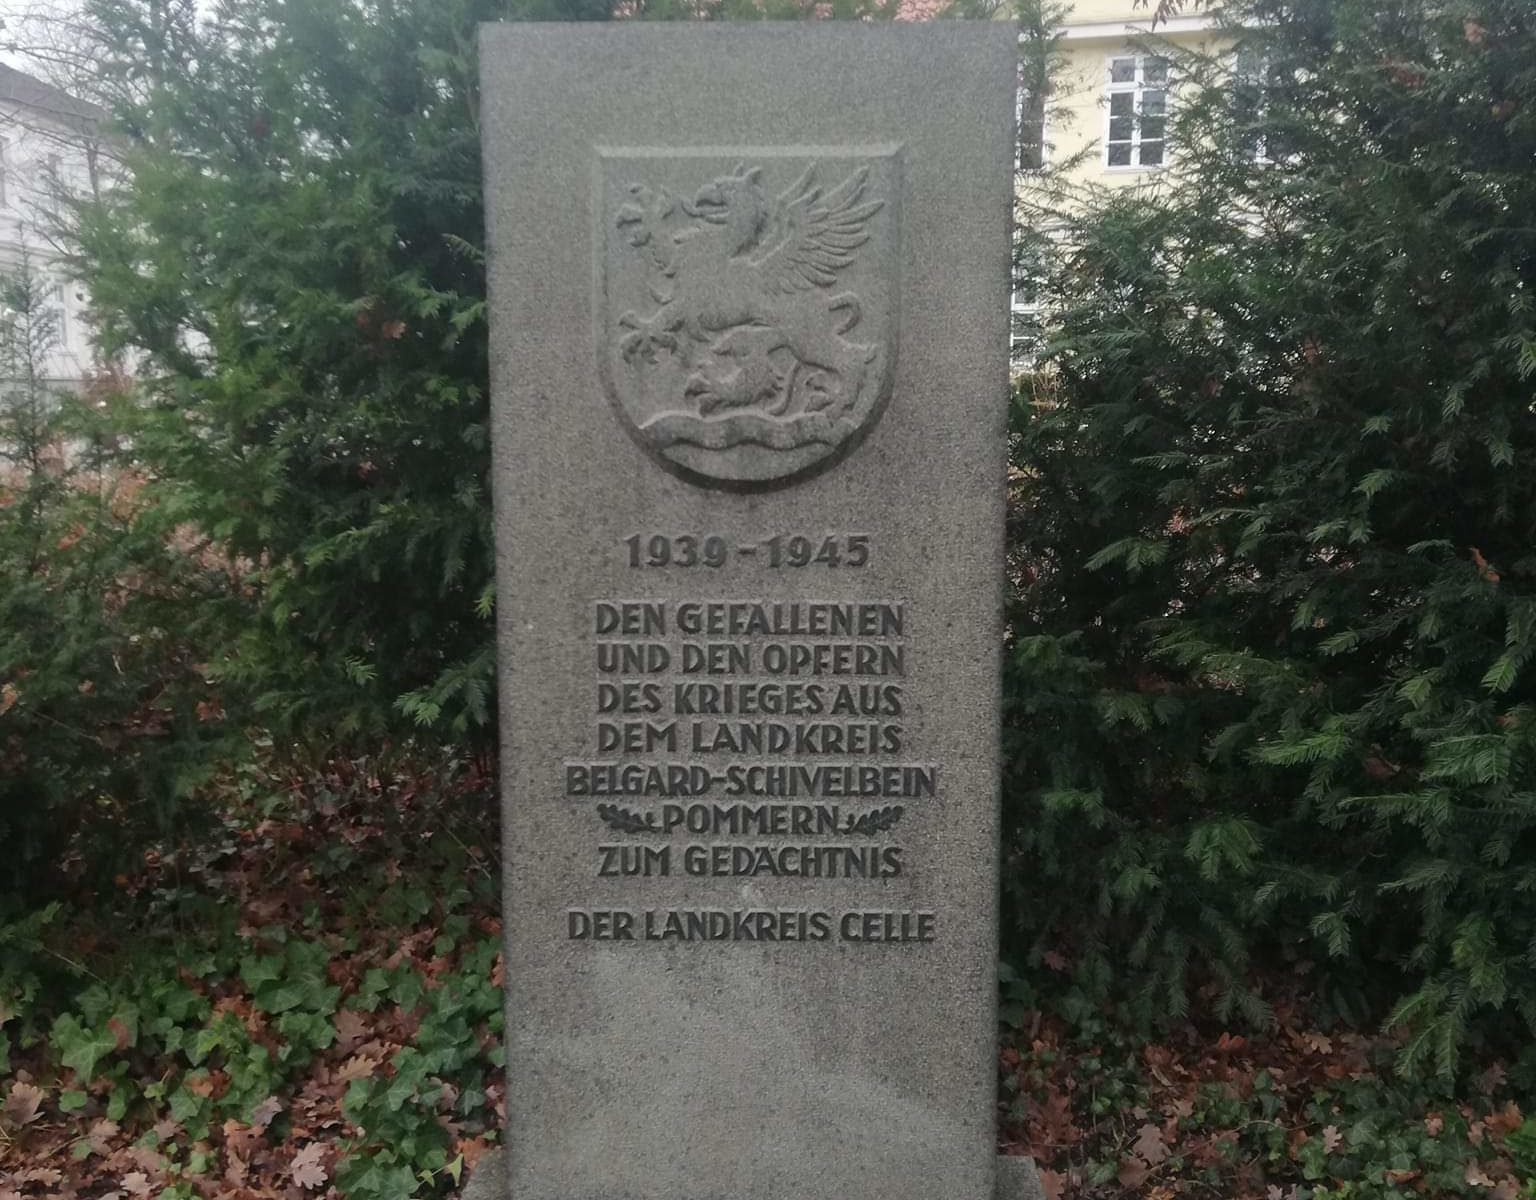 1939-1945
DEN GEFALLENEN
UND DEN OPFERN
DES KRIEGES AUS
DEM LANDKREIS
BELGARD-SCHIVELBEIN
POMMERN
ZUM GEDÄCHTNIS
DER LANDKREIS CELLE